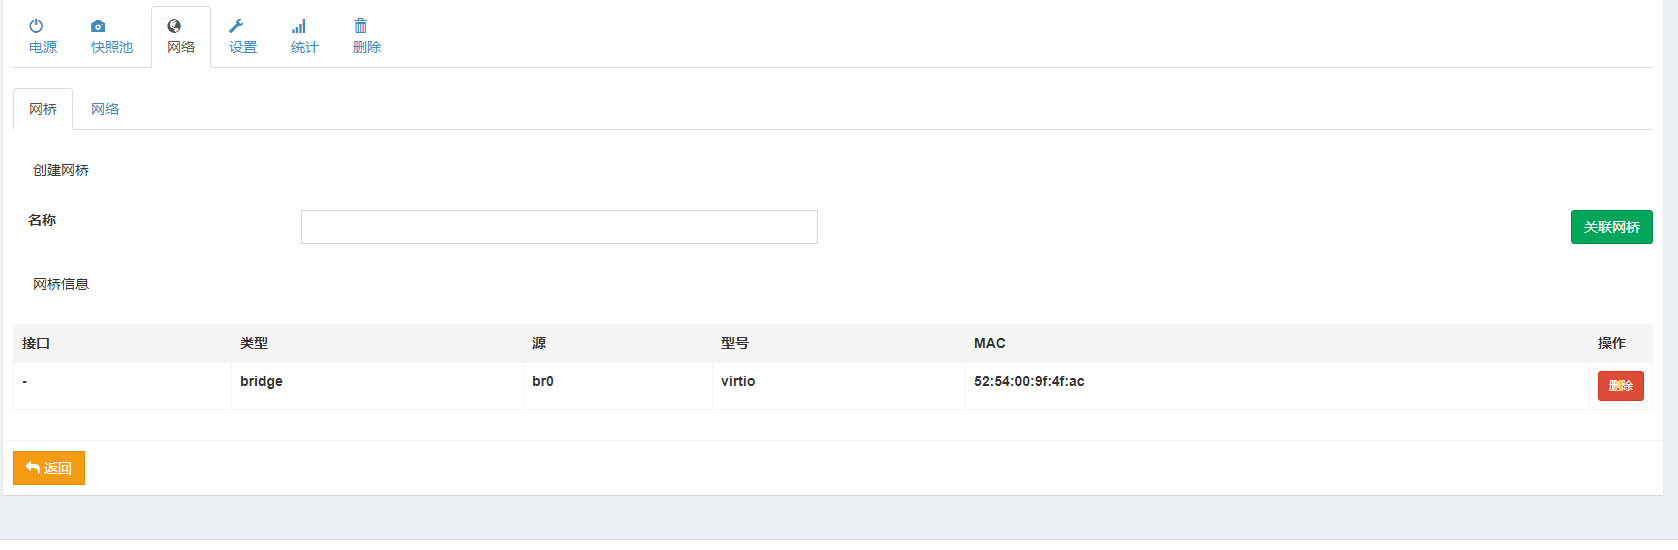 电源 快照池 网络 设置 统计 删除
网桥 网络
创建网桥
名称 关联网桥
网桥信息
接口 类型 源 型号 MAC 操作
- bridge br0 virtio 52:54:00:9f:4f:ac 删除
返回